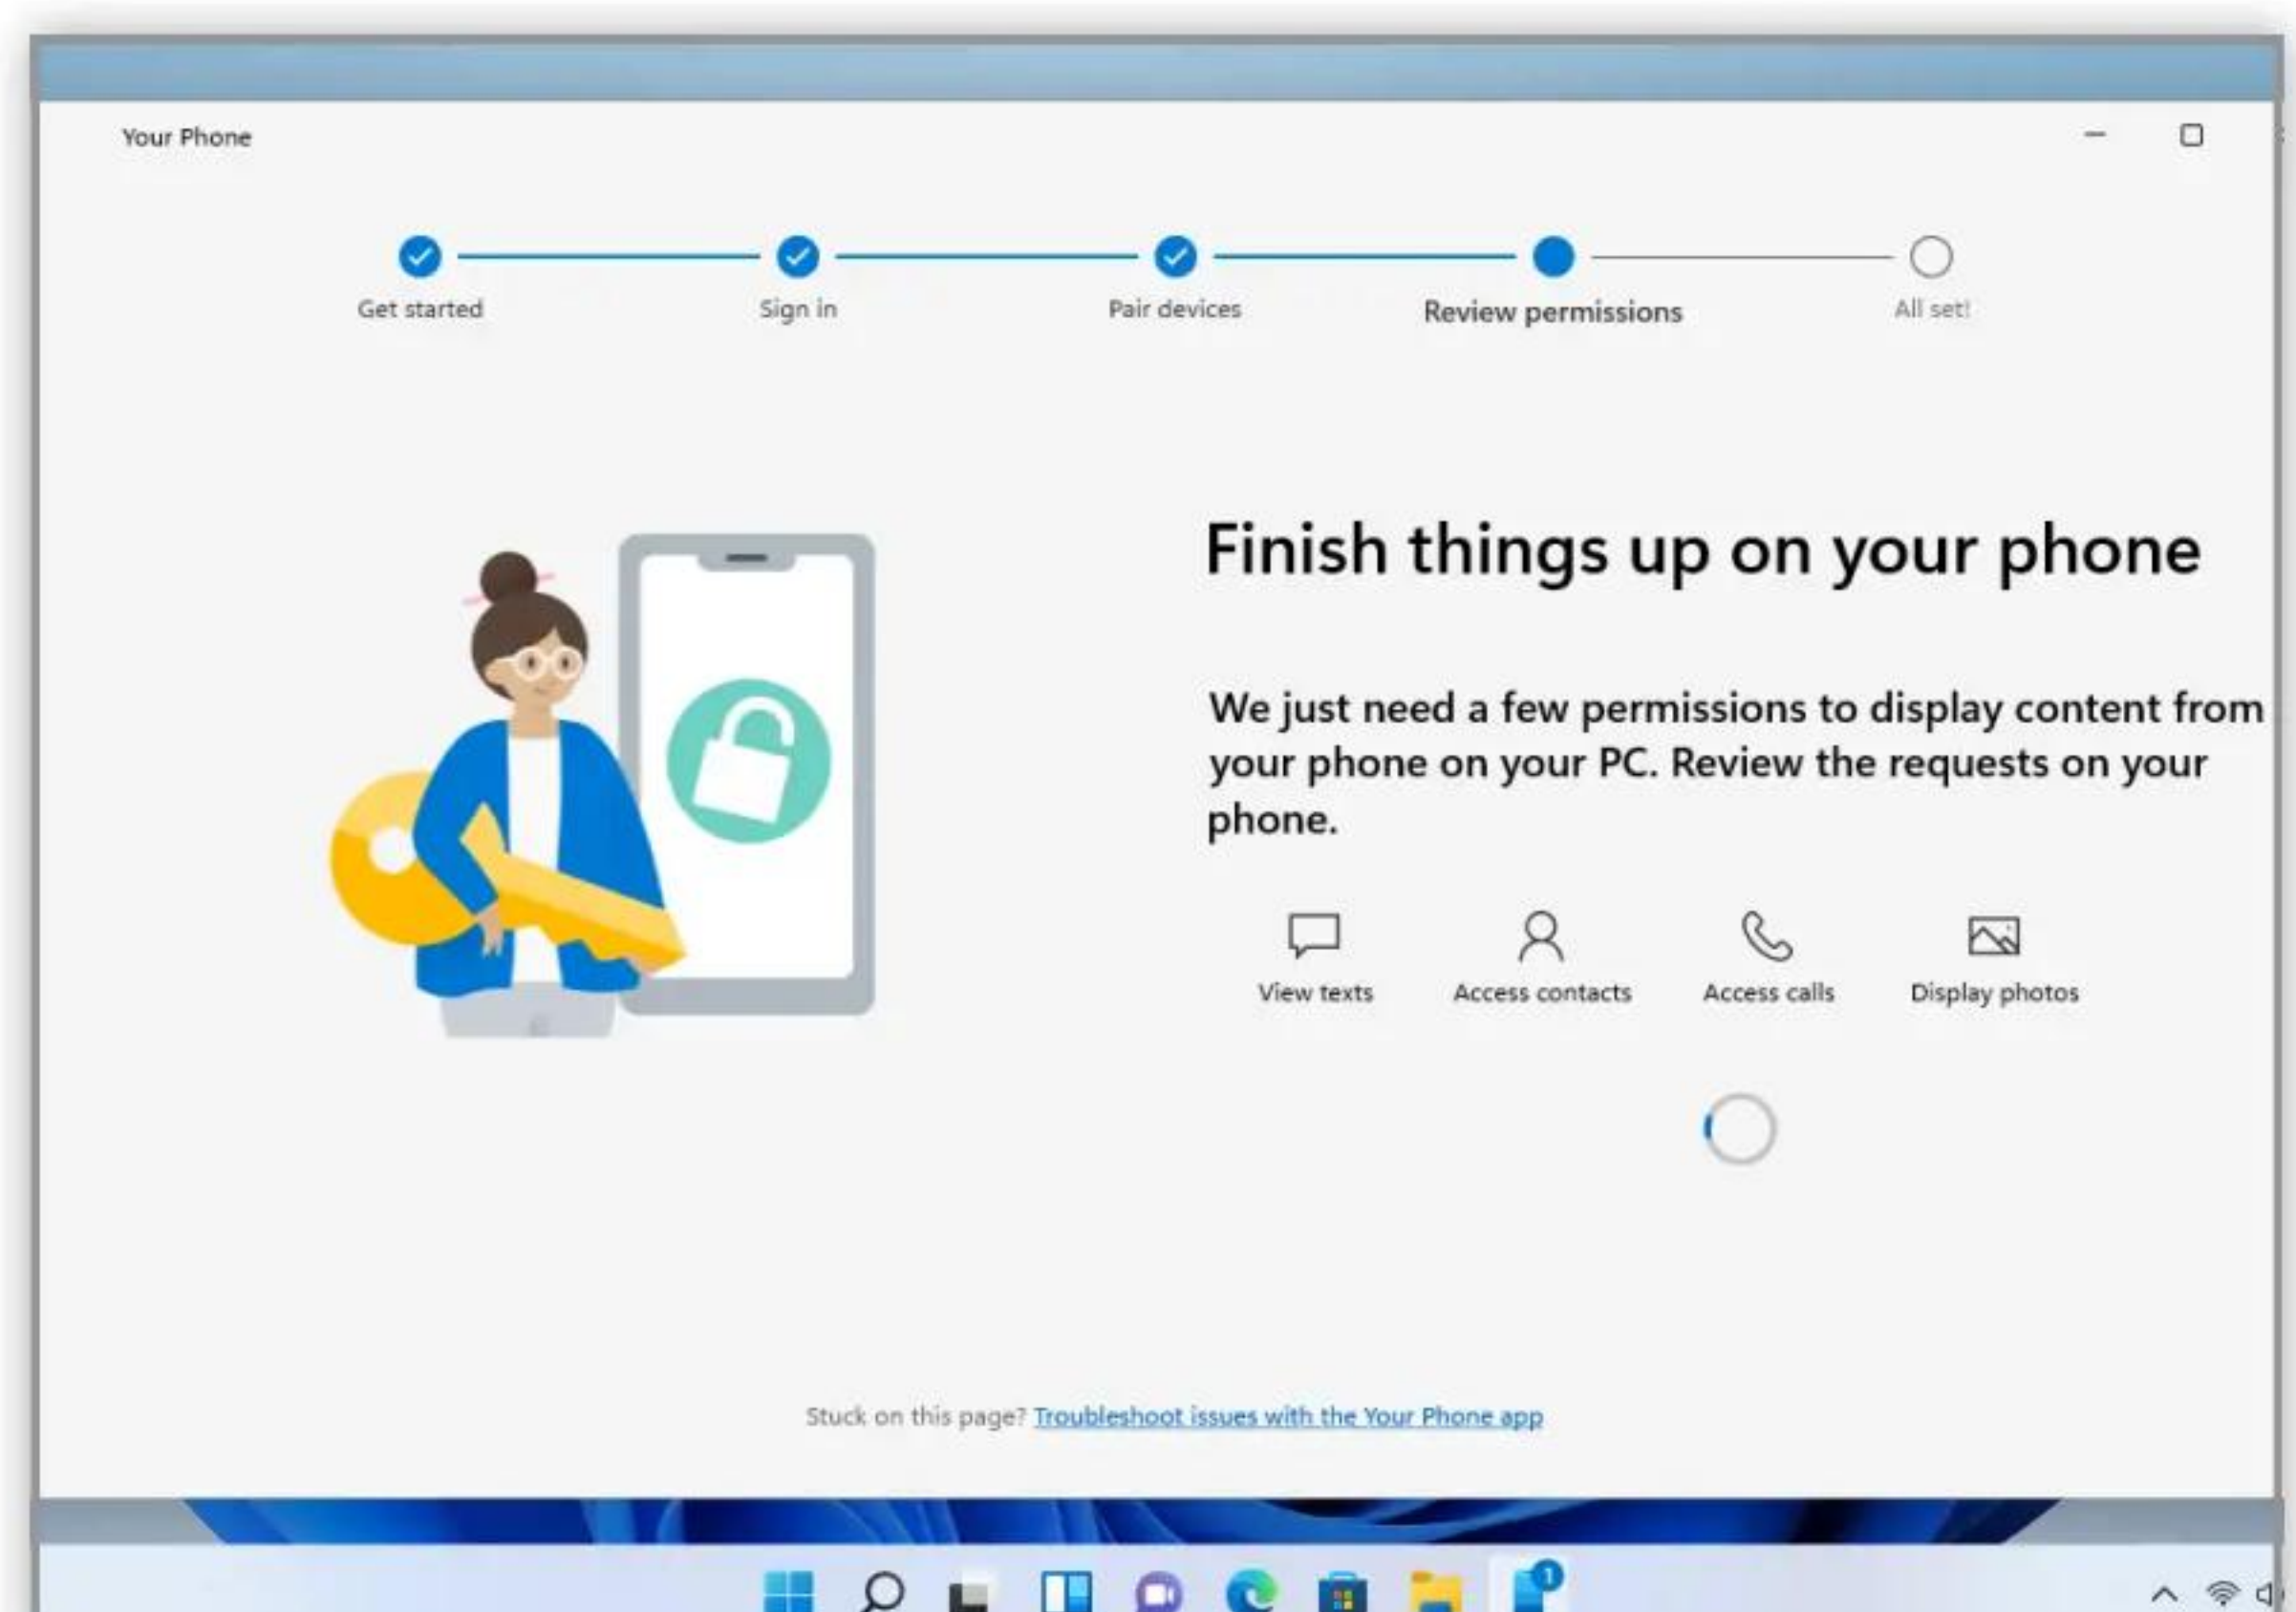 Your Phone
Get started
Sign in
Pair devices
Review permissions
All set!
Finish things up on your phone
We just need a few permissions to display content from
your phone on your PC. Review the requests on your
phone.
View texts
Access contacts
Access calls
Display photos
Stuck on this page? Troubleshoot issues with the Your Phone app
1